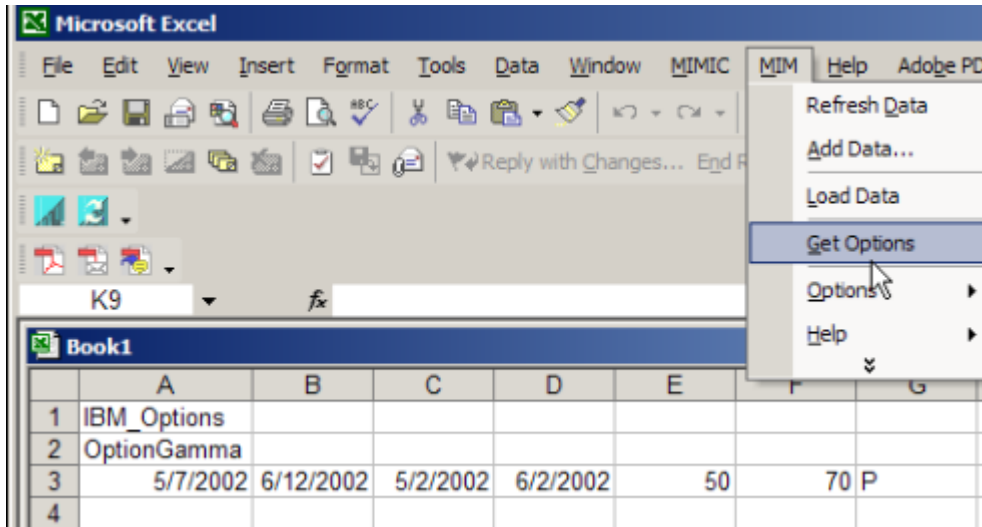 Microsoft Excel
File Edit View Insert Format Tools Data Window MIMIC MIM Help Adobe PD
Refresh Data
Add Data...
Reply with Changes... End R
Load Data
Get Options
K9 fx
Options
Help
Book1
A B C D E F G
1 IBM_Options
2 OptionGamma
3 5/7/2002 6/12/2002 5/2/2002 6/2/2002 50 70 P
4